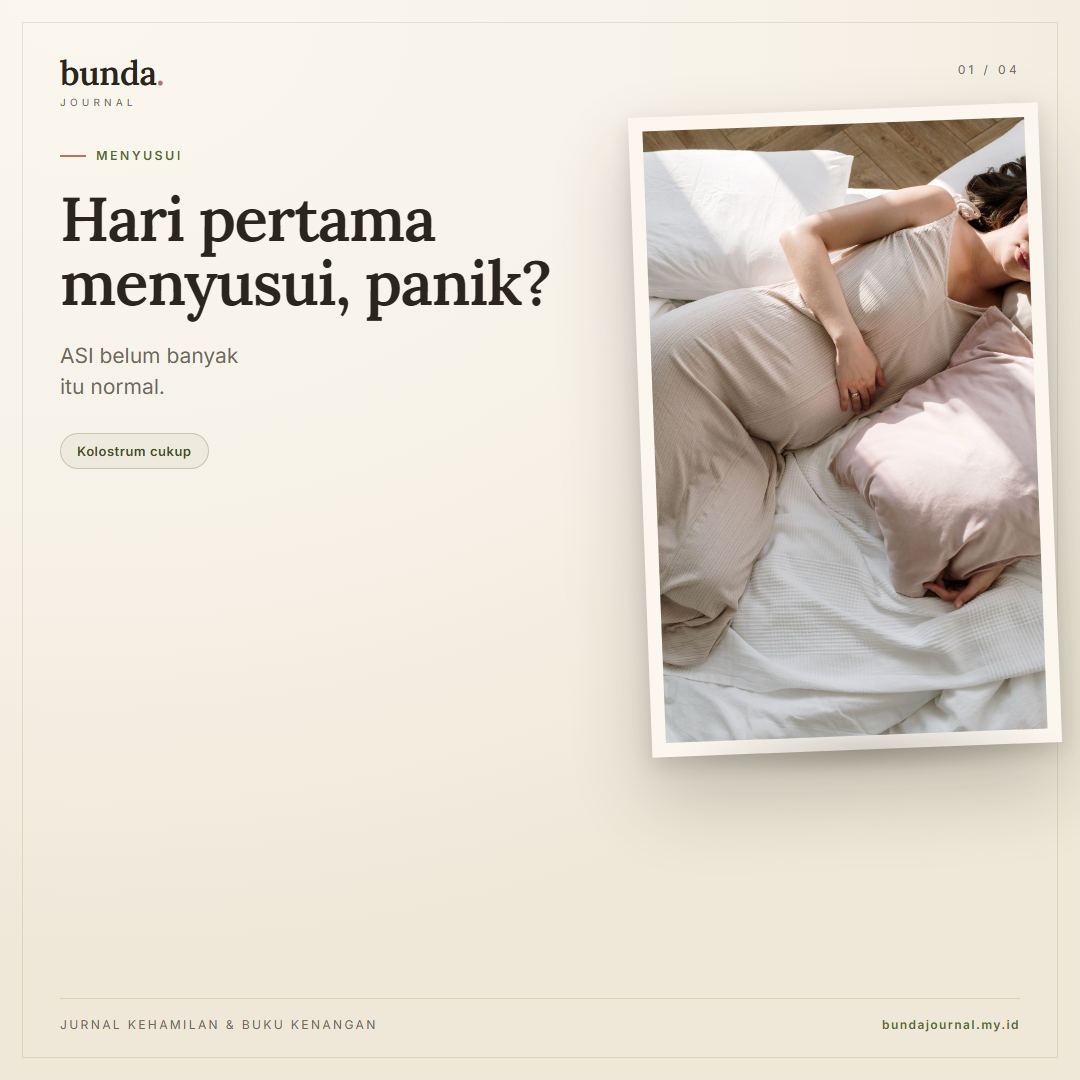 bunda.
JOURNAL
01 / 04
MENYUSUI
Hari pertama
menyusui, panik?
ASI belum banyak
itu normal.
Kolostrum cukup
JURNAL KEHAMILAN & BUKU KENANGAN
bundajournal.my.id